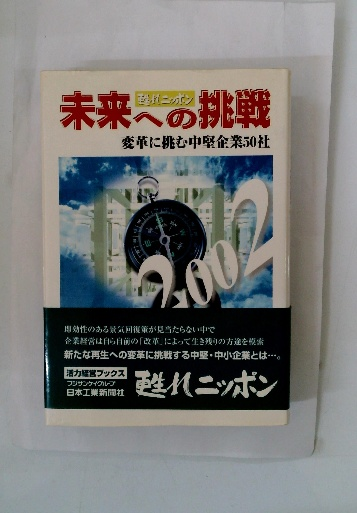 甦れニッポン
未来への挑戦
変革に挑む中堅企業50社
2002
即効性のある景気回復策が見当たらない中で
企業経営は自ら自前の「改革」によって生き残りの方途を模索
新たな再生への変革に挑戦する中堅・中小企業とは…。
活力経営ブックス
フジサンケイグループ
日本工業新聞社
甦れニッポン